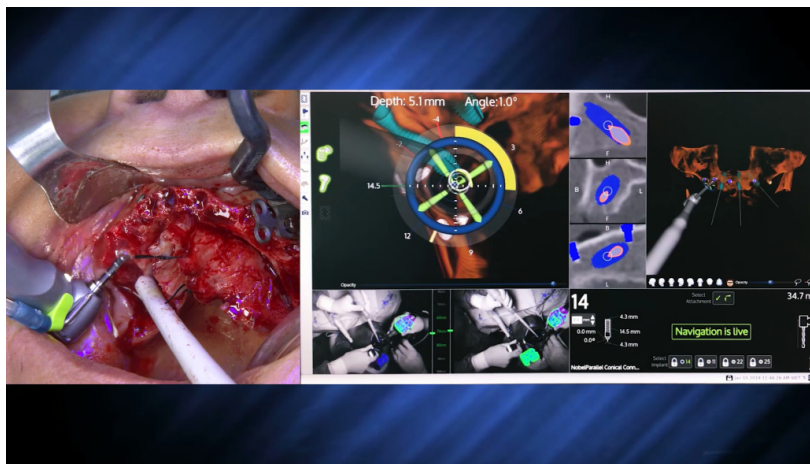 Depth: 5.1 mm Angle:1.0°
-4
-2
3
14.5
6
12
9
H
F
H
B L
F
B
L
Opacity
Opacity
14
4.3 mm
0.0 mm
14.5 mm
0.0°
4.3 mm
NobelParallel Conical Conn...
Select
Attachment
34.7 m
Navigation is live
Select
Implant
14
11
22
25